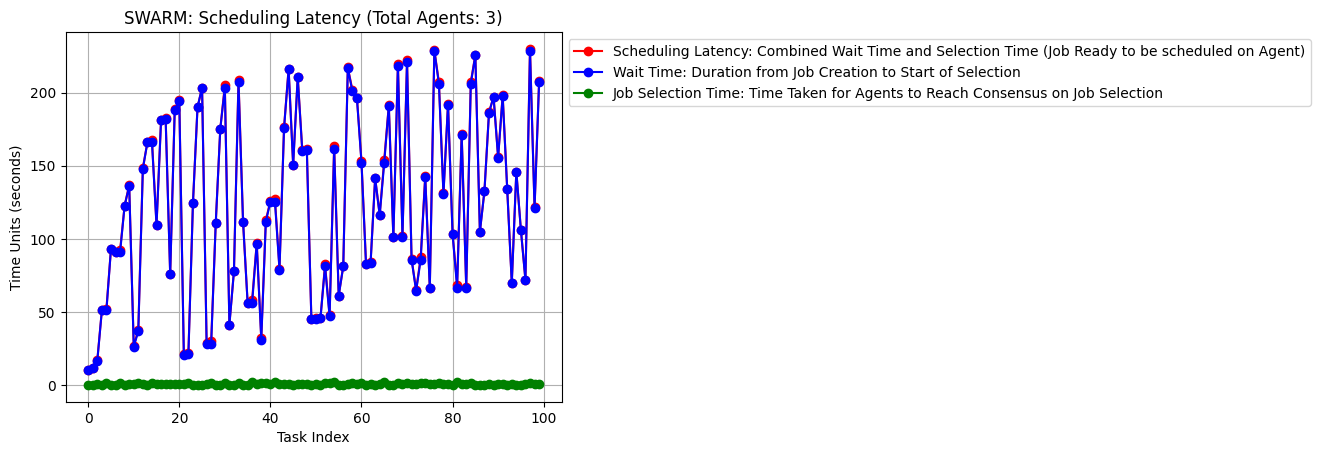 SWARM: Scheduling Latency (Total Agents: 3)
Scheduling Latency: Combined Wait Time and Selection Time (Job Ready to be scheduled on Agent)
Wait Time: Duration from Job Creation to Start of Selection
Job Selection Time: Time Taken for Agents to Reach Consensus on Job Selection
Time Units (seconds)
200
150
100
50
0
0 20 40 60 80 100
Task Index